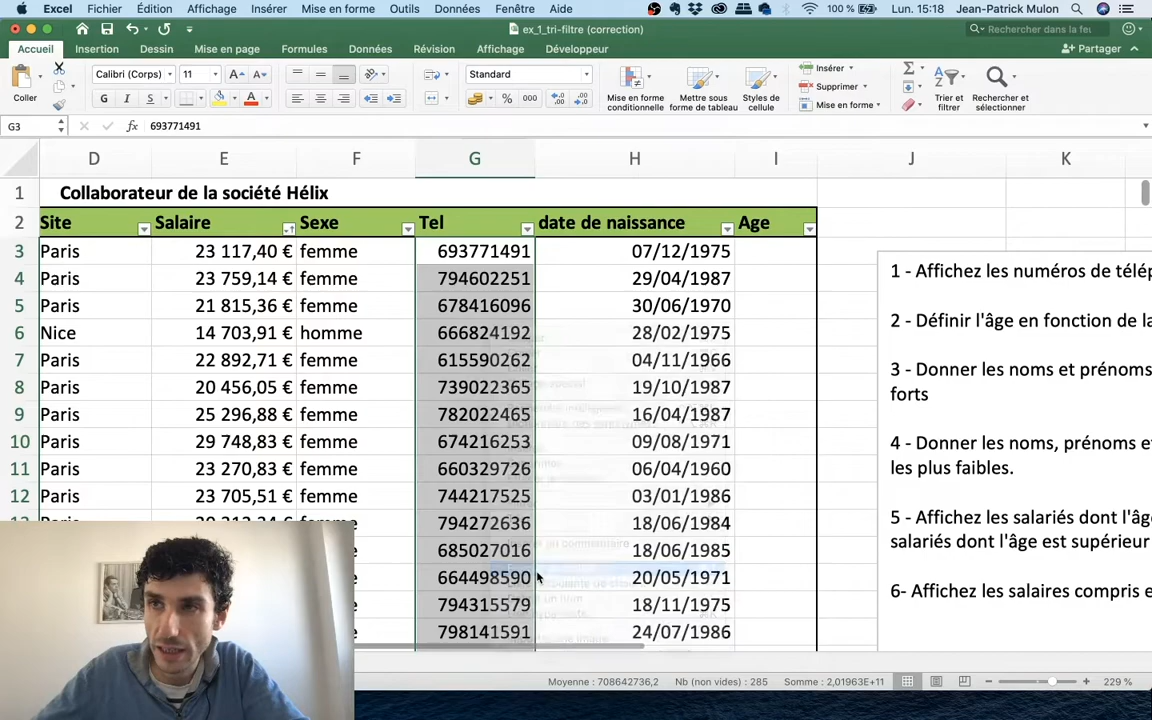 Excel Fichier Édition Affichage Insérer Mise en forme Outils Données Fenêtre Aide 100 % Lun. 15:18 Jean-Patrick Mulon
ex_1_tri-filtre (correction) Rechercher dans la feu
Accueil Insertion Dessin Mise en page Formules Données Révision Affichage Développeur Partager
Coller Calibri (Corps) 11 Standard Mise en forme conditionnelle Mettre sous forme de tableau Styles de cellule Insérer Supprimer Mise en forme Trier et filtrer Rechercher et sélectionner
G3 fx 693771491
D E F G H I J K
1 Collaborateur de la société Hélix
2 Site Salaire Sexe Tel date de naissance Age
3 Paris 23 117,40 € femme 693771491 07/12/1975
4 Paris 23 759,14 € femme 794602251 29/04/1987
5 Paris 21 815,36 € femme 678416096 30/06/1970
6 Nice 14 703,91 € homme 666824192 28/02/1975
7 Paris 22 892,71 € femme 615590262 04/11/1966
8 Paris 20 456,05 € femme 739022365 19/10/1987
9 Paris 25 296,88 € femme 782022465 16/04/1987
10 Paris 29 748,83 € femme 674216253 09/08/1971
11 Paris 23 270,83 € femme 660329726 06/04/1960
12 Paris 23 705,51 € femme 744217525 03/01/1986
794272636 18/06/1984
685027016 18/06/1985
664498590 20/05/1971
794315579 18/11/1975
798141591 24/07/1986
1 - Affichez les numéros de télép
2 - Définir l'âge en fonction de la
3 - Donner les noms et prénoms
forts
4 - Donner les noms, prénoms et
les plus faibles.
5 - Affichez les salariés dont l'âg
salariés dont l'âge est supérieur
6- Affichez les salaires compris e
Moyenne : 708642736,2 Nb (non vides) : 285 Somme : 2,01963E+11 229 %